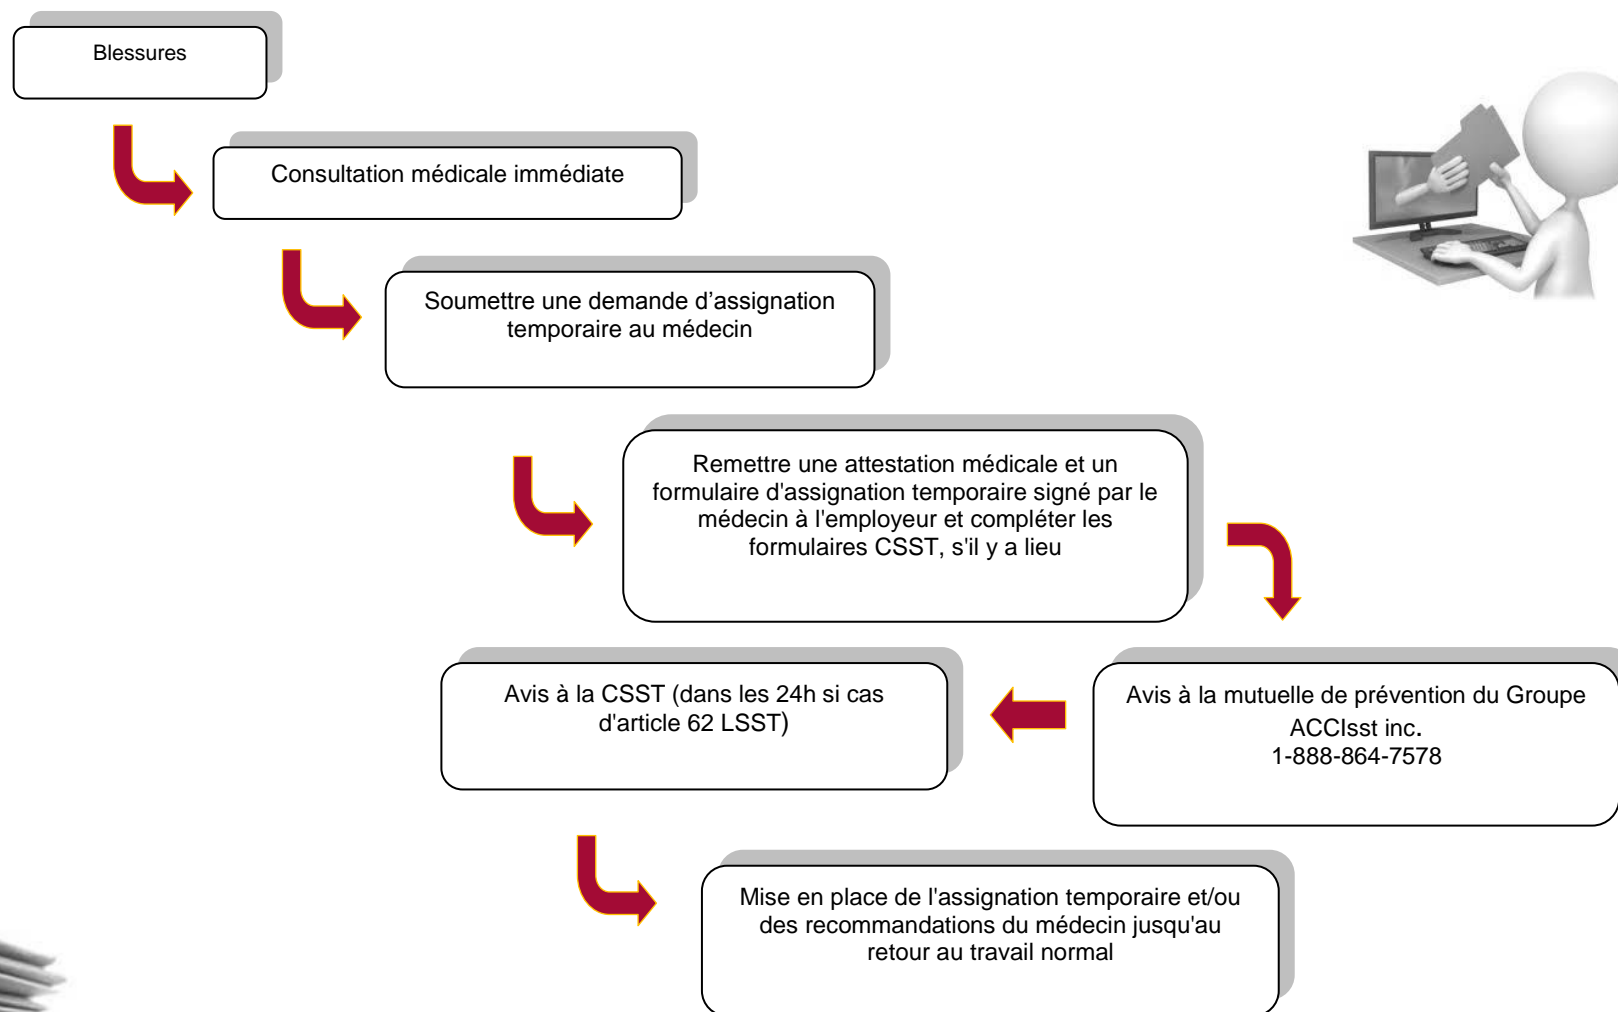 Blessures
Consultation médicale immédiate
Soumettre une demande d’assignation
temporaire au médecin
Remettre une attestation médicale et un
formulaire d'assignation temporaire signé par le
médecin à l'employeur et compléter les
formulaires CSST, s'il y a lieu
Avis à la mutuelle de prévention du Groupe
ACCIsst inc.
1-888-864-7578
Avis à la CSST (dans les 24h si cas
d'article 62 LSST)
Mise en place de l'assignation temporaire et/ou
des recommandations du médecin jusqu'au
retour au travail normal